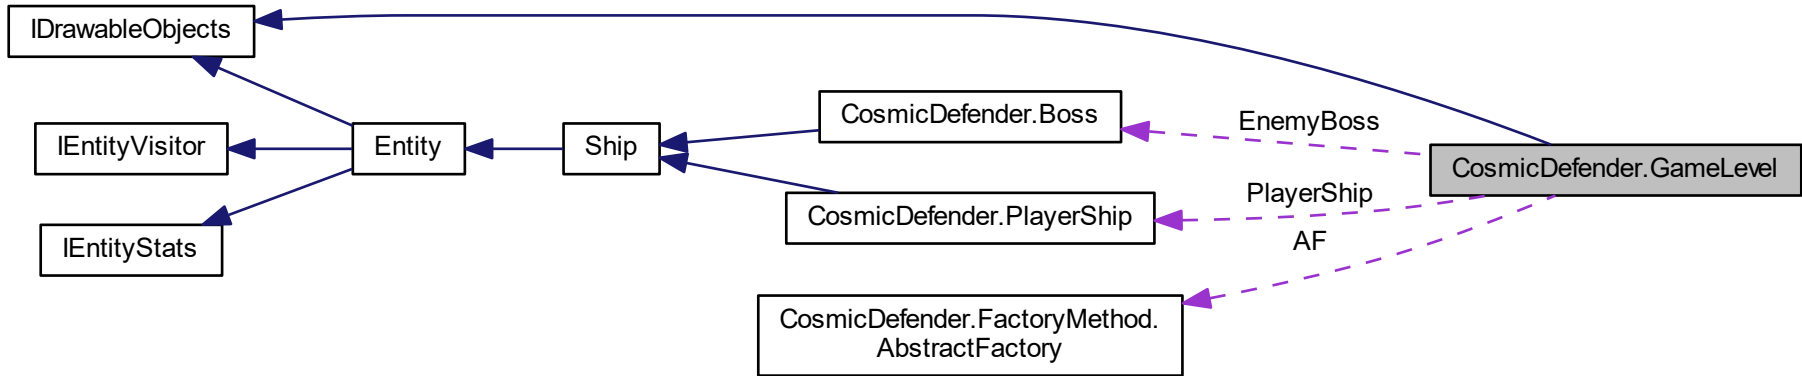 IDrawableObjects
IEntityVisitor
IEntityStats
Entity
Ship
CosmicDefender.Boss
CosmicDefender.PlayerShip
CosmicDefender.FactoryMethod.
AbstractFactory
EnemyBoss
PlayerShip
AF
CosmicDefender.GameLevel